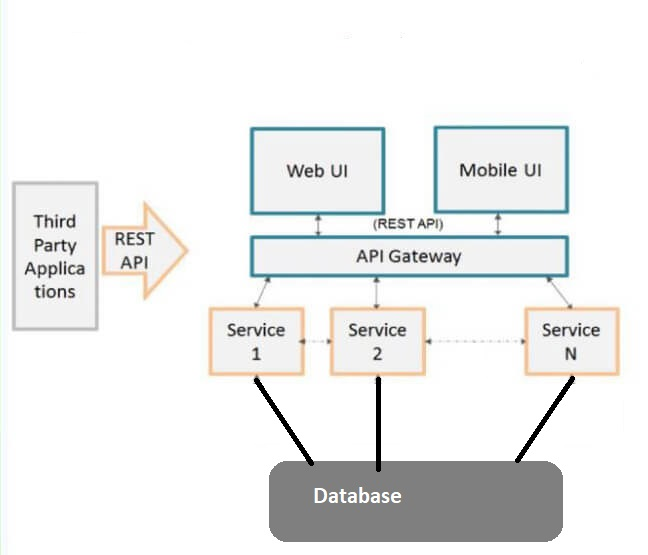 Web UI
Mobile UI
(REST API)
Third
Party
Applica
tions
REST
API
API Gateway
Service
1
Service
2
Service
N
Database